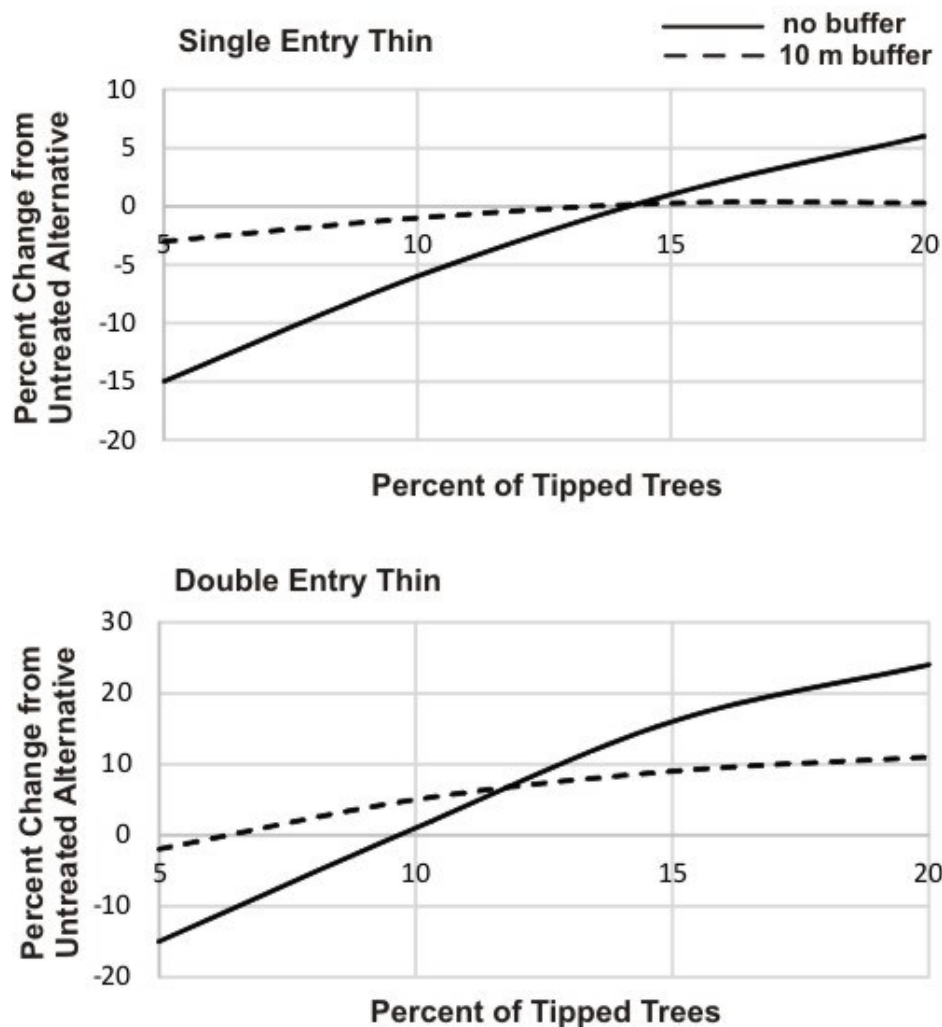 Single Entry Thin
no buffer
10 m buffer
Percent Change from
Untreated Alternative
10
5
0
-5
-10
-15
-20
5
10
15
20
Percent of Tipped Trees
Double Entry Thin
Percent Change from
Untreated Alternative
30
20
10
0
-10
-20
5
10
15
20
Percent of Tipped Trees